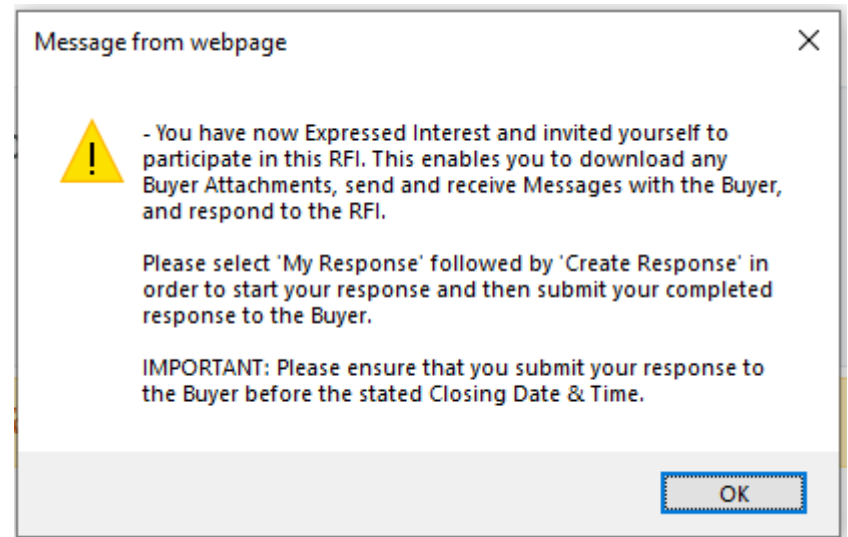 Message from webpage
- You have now Expressed Interest and invited yourself to
participate in this RFI. This enables you to download any
Buyer Attachments, send and receive Messages with the Buyer,
and respond to the RFI.
Please select 'My Response' followed by 'Create Response' in
order to start your response and then submit your completed
response to the Buyer.
IMPORTANT: Please ensure that you submit your response to
the Buyer before the stated Closing Date & Time.
OK